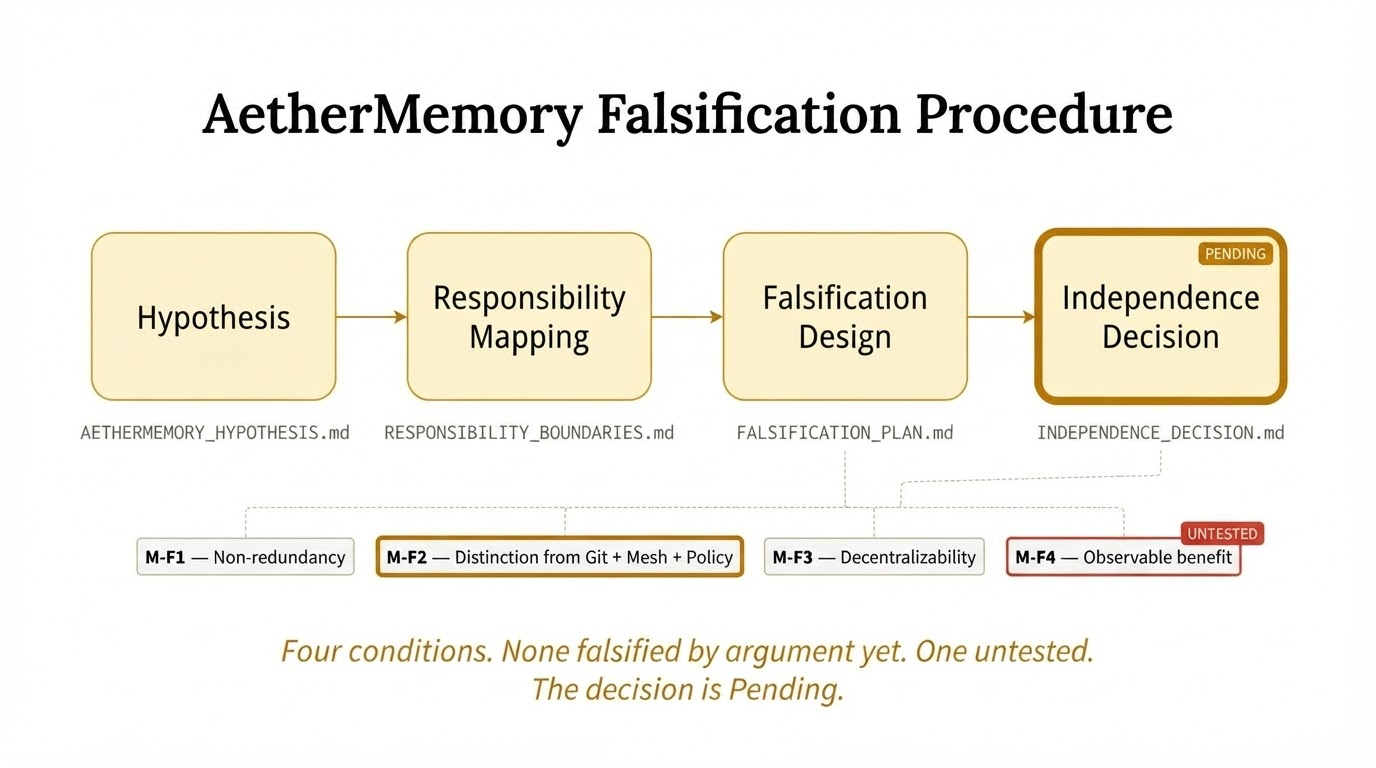 AetherMemory Falsification Procedure
PENDING
Hypothesis
Responsibility
Mapping
Falsification
Design
Independence
Decision
AETHERMEMORY_HYPOTHESIS.md
RESPONSIBILITY_BOUNDARIES.md
FALSIFICATION_PLAN.md
INDEPENDENCE_DECISION.md
UNTESTED
M-F1 — Non-redundancy
M-F2 — Distinction from Git + Mesh + Policy
M-F3 — Decentralizability
M-F4 — Observable benefit
Four conditions. None falsified by argument yet. One untested.
The decision is Pending.